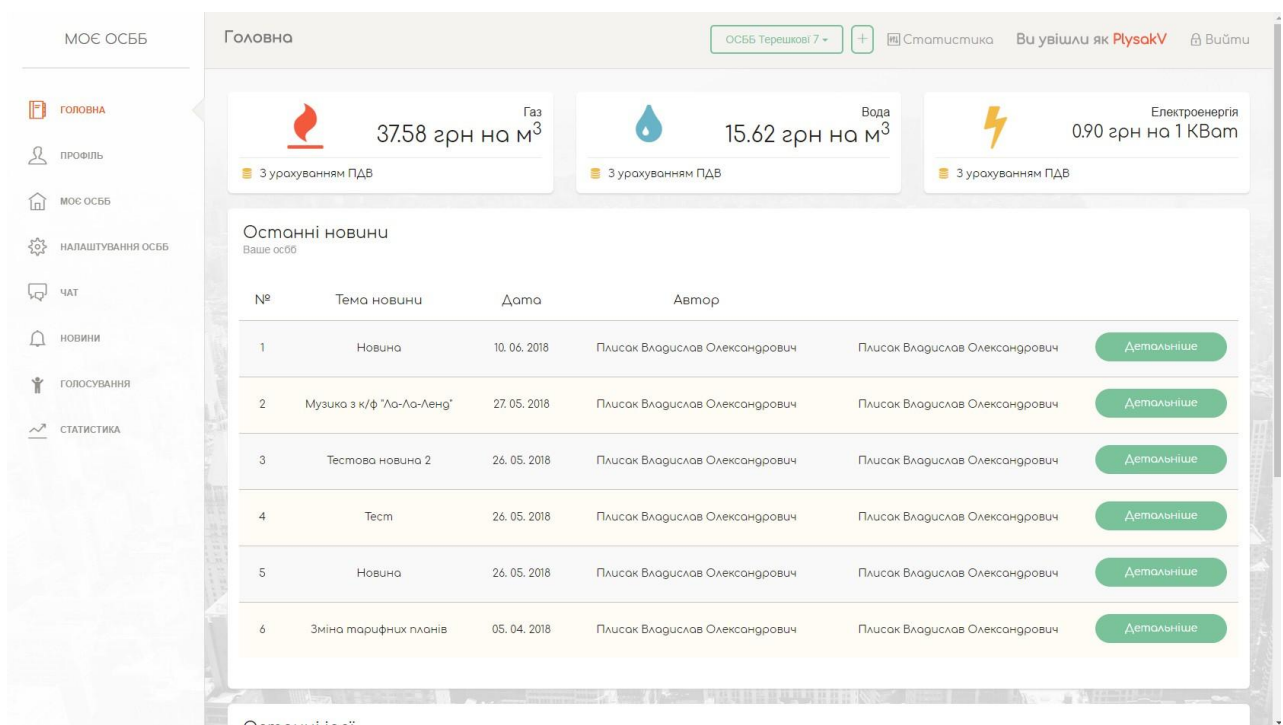 МОЄ ОСББ
ГОЛОВНА
ПРОФІЛЬ
МОЄ ОСББ
НАЛАШТУВАННЯ ОСББ
ЧАТ
НОВИНИ
ГОЛОСУВАННЯ
СТАТИСТИКА
Головна
ОСББ Терешкові 7
+
Статистика
Ви увійшли як PlysakV
Вийти
Газ
37.58 грн на м³
З урахуванням ПДВ
Вода
15.62 грн на м³
З урахуванням ПДВ
Електроенергія
0.90 грн на 1 КВат
З урахуванням ПДВ
Останні новини
Ваше осбб
№ Тема новини Дата Автор
1 Новина 10. 06. 2018 Плисак Владислав Олександрович Плисак Владислав Олександрович Детальніше
2 Музика з к/ф "Ла-Ла-Ленд" 27. 05. 2018 Плисак Владислав Олександрович Плисак Владислав Олександрович Детальніше
3 Тестова новина 2 26. 05. 2018 Плисак Владислав Олександрович Плисак Владислав Олександрович Детальніше
4 Тест 26. 05. 2018 Плисак Владислав Олександрович Плисак Владислав Олександрович Детальніше
5 Новина 26. 05. 2018 Плисак Владислав Олександрович Плисак Владислав Олександрович Детальніше
6 Зміна тарифних планів 05. 04. 2018 Плисак Владислав Олександрович Плисак Владислав Олександрович Детальніше